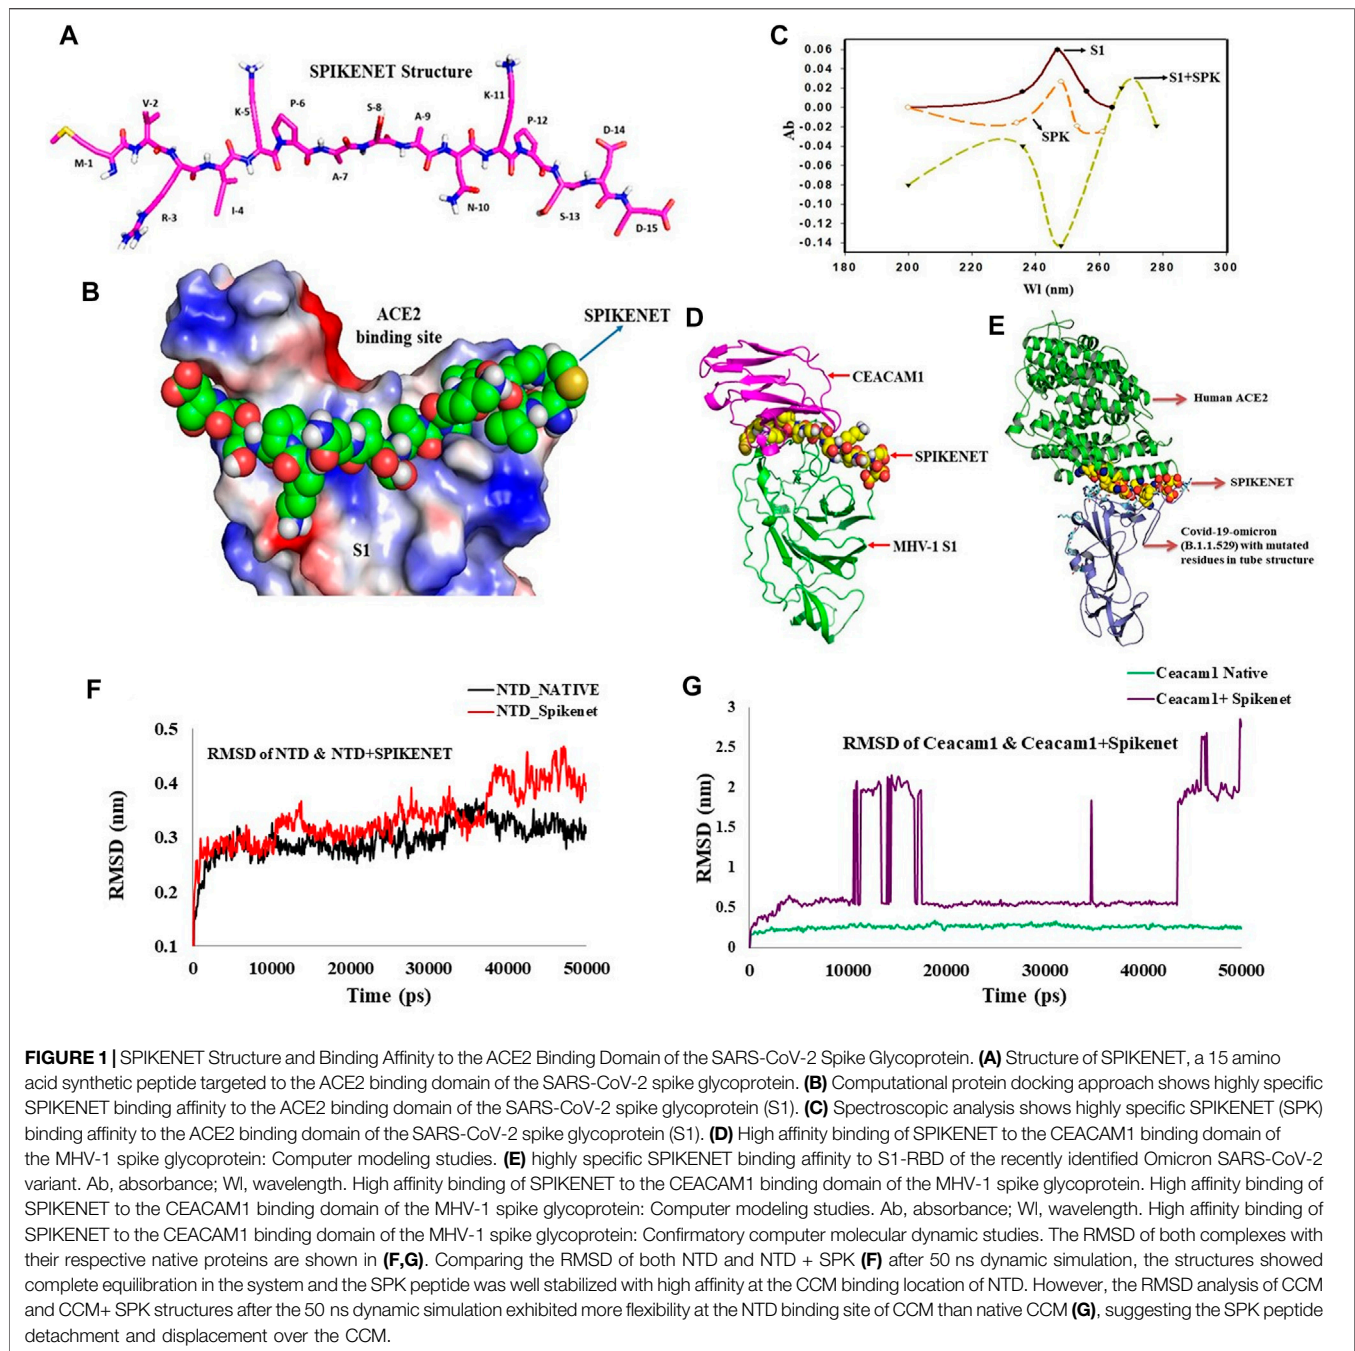 A
SPIKENET Structure
M-1
V-2
R-3
I-4
K-5
P-6
A-7
S-8
A-9
N-10
K-11
P-12
S-13
D-14
D-15
B
ACE2
binding site
SPIKENET
S1
C
0.06
0.04
0.02
0.00
-0.02
-0.04
-0.06
-0.08
-0.10
-0.12
-0.14
Ab
180
200
220
240
260
280
300
Wl (nm)
S1
S1+SPK
SPK
D
CEACAM1
SPIKENET
MHV-1 S1
E
Human ACE2
SPIKENET
Covid-19-omicron
(B.1.1.529) with mutated
residues in tube structure
F
NTD_NATIVE
NTD_Spikenet
RMSD of NTD & NTD+SPIKENET
RMSD (nm)
0.5
0.4
0.3
0.2
0.1
0
10000
20000
30000
40000
50000
Time (ps)
G
Ceacam1 Native
Ceacam1+ Spikenet
RMSD of Ceacam1 & Ceacam1+Spikenet
RMSD (nm)
3
2.5
2
1.5
1
0.5
0
0
10000
20000
30000
40000
50000
Time (ps)
FIGURE 1 | SPIKENET Structure and Binding Affinity to the ACE2 Binding Domain of the SARS-CoV-2 Spike Glycoprotein. (A) Structure of SPIKENET, a 15 amino
acid synthetic peptide targeted to the ACE2 binding domain of the SARS-CoV-2 spike glycoprotein. (B) Computational protein docking approach shows highly specific
SPIKENET binding affinity to the ACE2 binding domain of the SARS-CoV-2 spike glycoprotein (S1). (C) Spectroscopic analysis shows highly specific SPIKENET (SPK)
binding affinity to the ACE2 binding domain of the SARS-CoV-2 spike glycoprotein (S1). (D) High affinity binding of SPIKENET to the CEACAM1 binding domain of
the MHV-1 spike glycoprotein: Computer modeling studies. (E) highly specific SPIKENET binding affinity to S1-RBD of the recently identified Omicron SARS-CoV-2
variant. Ab, absorbance; Wl, wavelength. High affinity binding of SPIKENET to the CEACAM1 binding domain of the MHV-1 spike glycoprotein. High affinity binding of
SPIKENET to the CEACAM1 binding domain of the MHV-1 spike glycoprotein: Computer modeling studies. Ab, absorbance; Wl, wavelength. High affinity binding of
SPIKENET to the CEACAM1 binding domain of the MHV-1 spike glycoprotein: Confirmatory computer molecular dynamic studies. The RMSD of both complexes with
their respective native proteins are shown in (F,G). Comparing the RMSD of both NTD and NTD + SPK (F) after 50 ns dynamic simulation, the structures showed
complete equilibration in the system and the SPK peptide was well stabilized with high affinity at the CCM binding location of NTD. However, the RMSD analysis of CCM
and CCM+ SPK structures after the 50 ns dynamic simulation exhibited more flexibility at the NTD binding site of CCM than native CCM (G), suggesting the SPK peptide
detachment and displacement over the CCM.